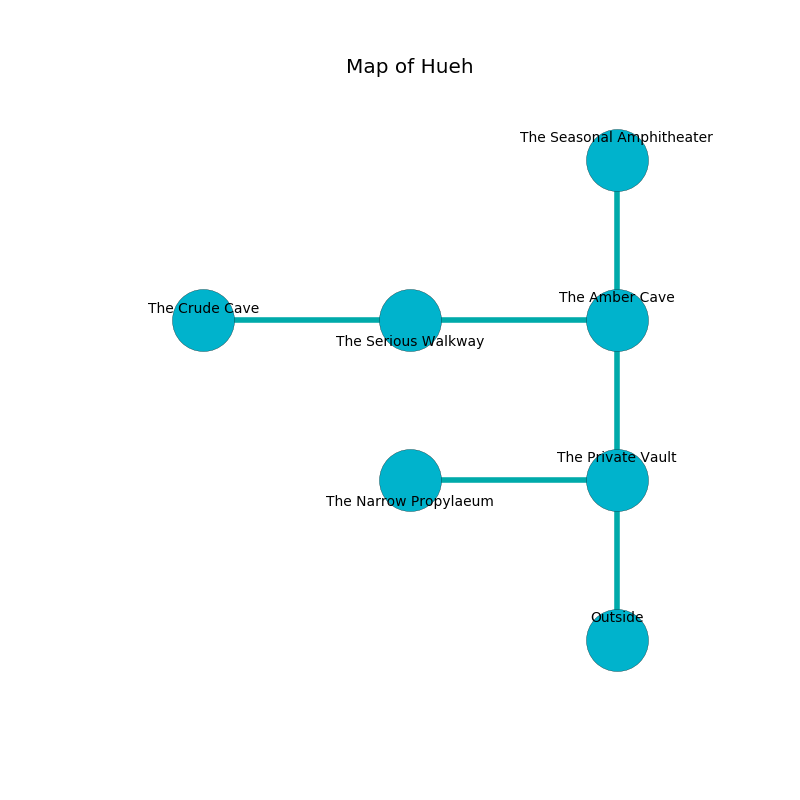 Map of Hueh
The Seasonal Amphitheater
The Amber Cave
The Crude Cave
The Serious Walkway
The Private Vault
The Narrow Propylaeum
Outside